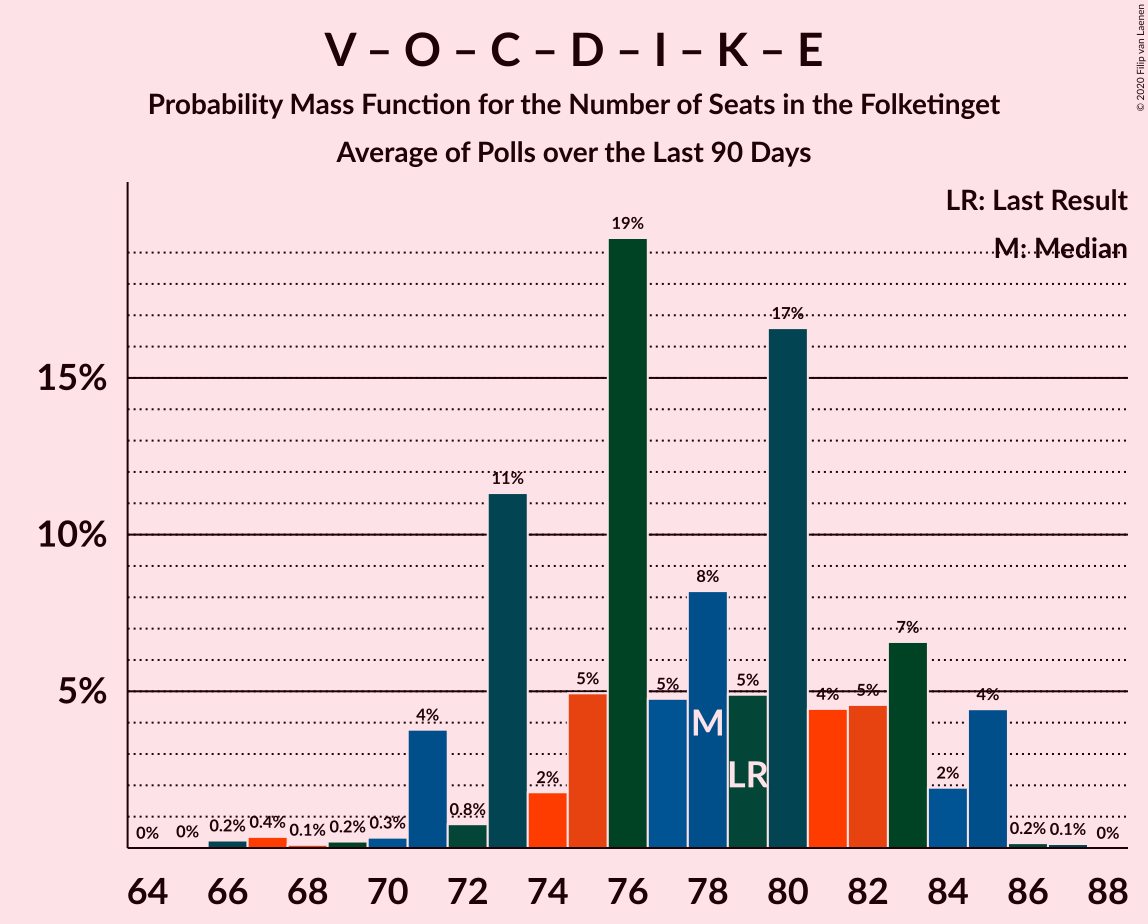 V – O – C – D – I – K – E
Probability Mass Function for the Number of Seats in the Folketinget
Average of Polls over the Last 90 Days
© 2020 Filip van Laenen
LR: Last Result
M: Median
15%
10%
5%
0% 0% 0.2% 0.4% 0.1% 0.2% 0.3% 4% 0.8% 11% 2% 5% 19% 5% 8% 5% 17% 4% 5% 7% 2% 4% 0.2% 0.1% 0%
M
LR
64 66 68 70 72 74 76 78 80 82 84 86 88